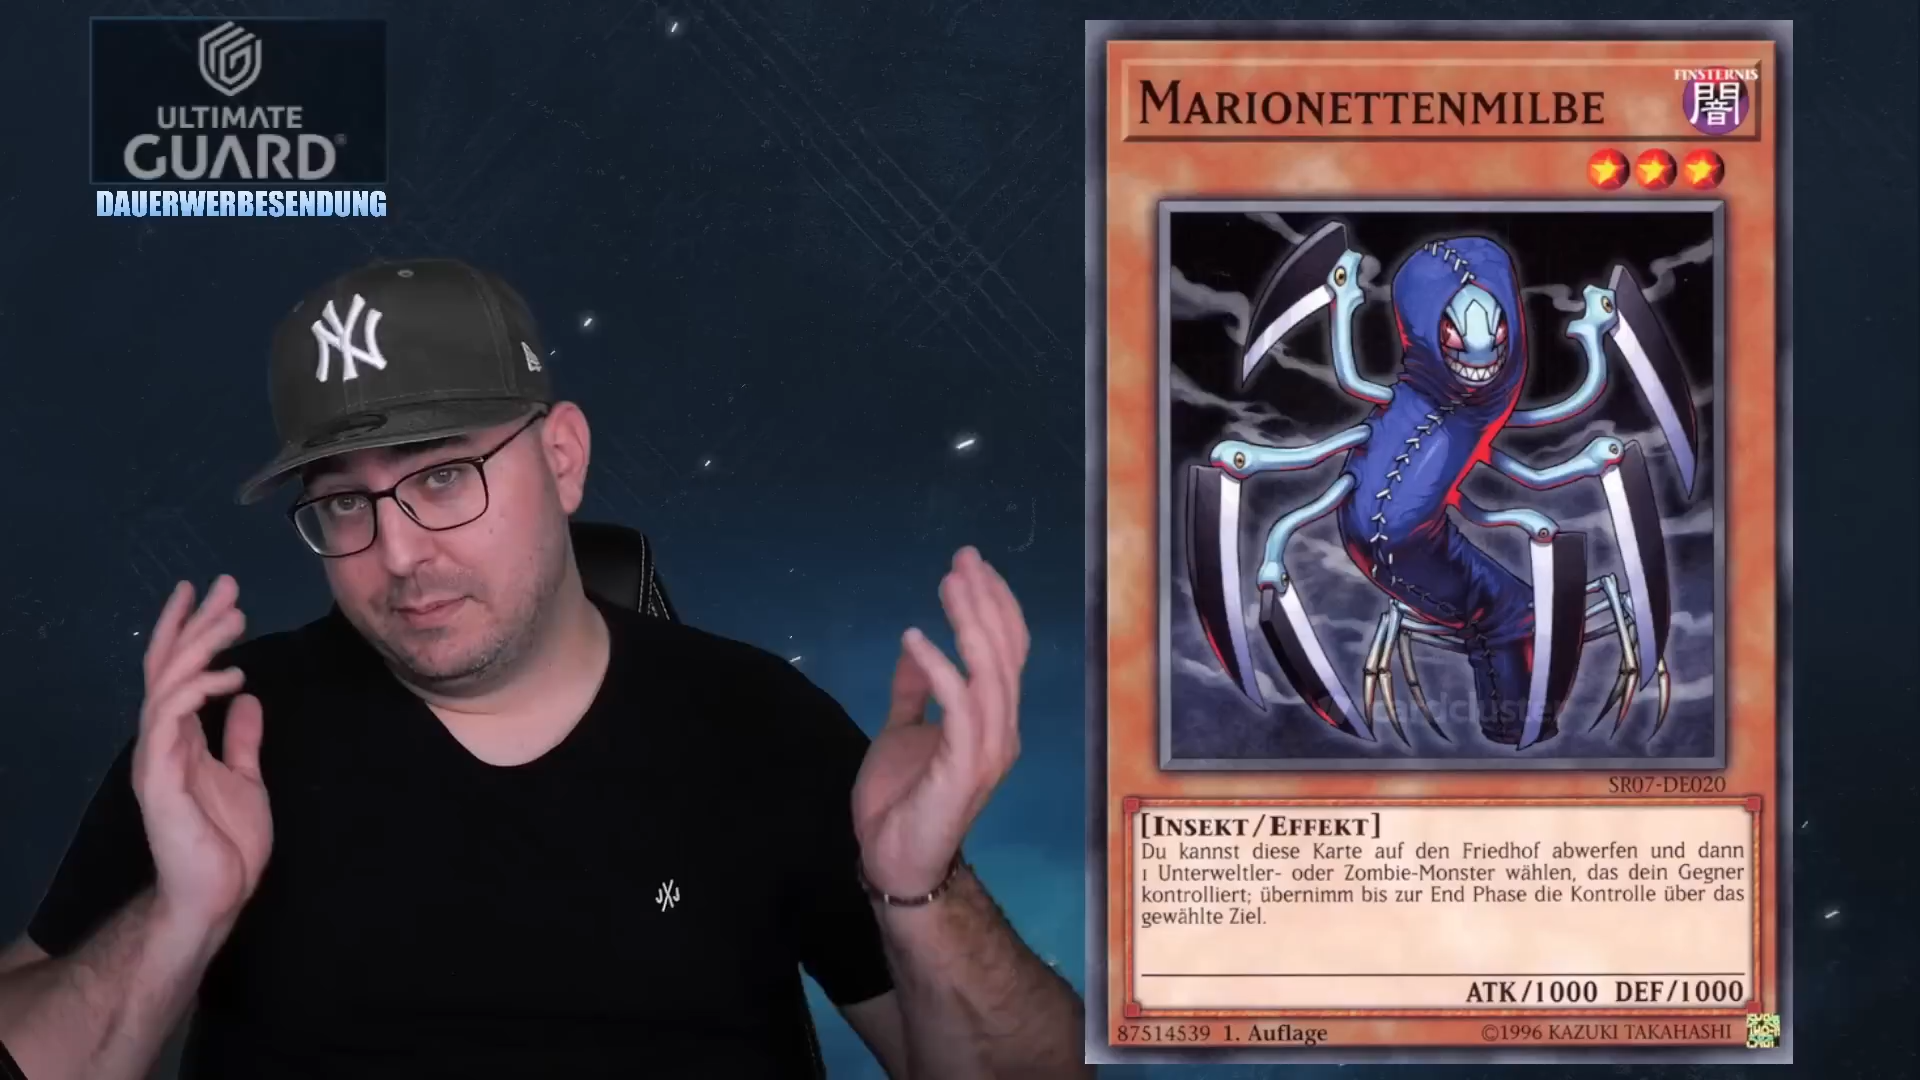 ULTIMATE
GUARD®
DAUERWERBESENDUNG
NY
MARIONETTENMILBE
FINSTERNIS
闇
cardcluster
SR07-DE020
[INSEKT/EFFEKT]
Du kannst diese Karte auf den Friedhof abwerfen und dann
1 Unterweltler- oder Zombie-Monster wählen, das dein Gegner
kontrolliert; übernimm bis zur End Phase die Kontrolle über das
gewählte Ziel.
ATK/1000 DEF/1000
87514539 1. Auflage
©1996 KAZUKI TAKAHASHI